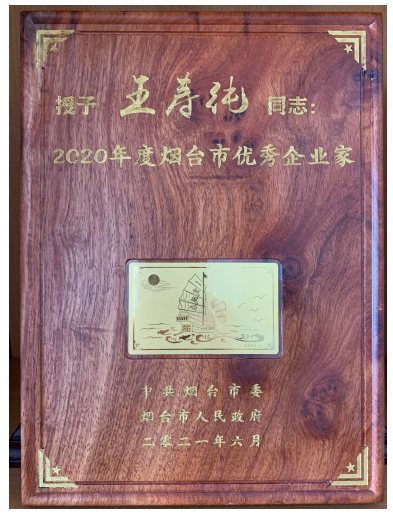 授予 王寿纯 同志:
2020年度烟台市优秀企业家
中共烟台市委
烟台市人民政府
二零二一年六月